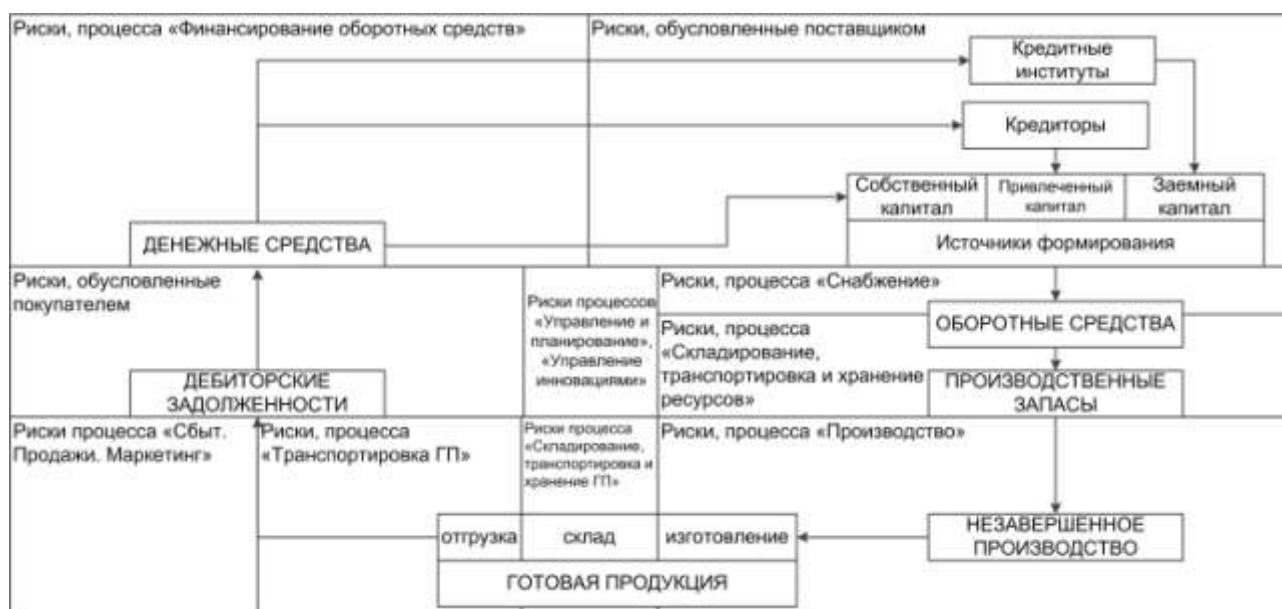 Риски, процесса «Финансирование оборотных средств»
Риски, обусловленные поставщиком
Кредитные
институты
Кредиторы
Собственный
капитал
Привлеченный
капитал
Заемный
капитал
Источники формирования
ДЕНЕЖНЫЕ СРЕДСТВА
Риски, обусловленные
покупателем
Риски процессов
«Управление и
планирование»,
«Управление
инновациями»
Риски, процесса «Снабжение»
ОБОРОТНЫЕ СРЕДСТВА
Риски, процесса
«Складирование,
транспортировка и хранение
ресурсов»
ДЕБИТОРСКИЕ
ЗАДОЛЖЕННОСТИ
ПРОИЗВОДСТВЕННЫЕ
ЗАПАСЫ
Риски процесса «Сбыт.
Продажи. Маркетинг»
Риски, процесса
«Транспортировка ГП»
Риски процесса
«Складирование,
транспортировка и
хранение ГП»
Риски, процесса «Производство»
отгрузка
склад
изготовление
НЕЗАВЕРШЕННОЕ
ПРОИЗВОДСТВО
ГОТОВАЯ ПРОДУКЦИЯ